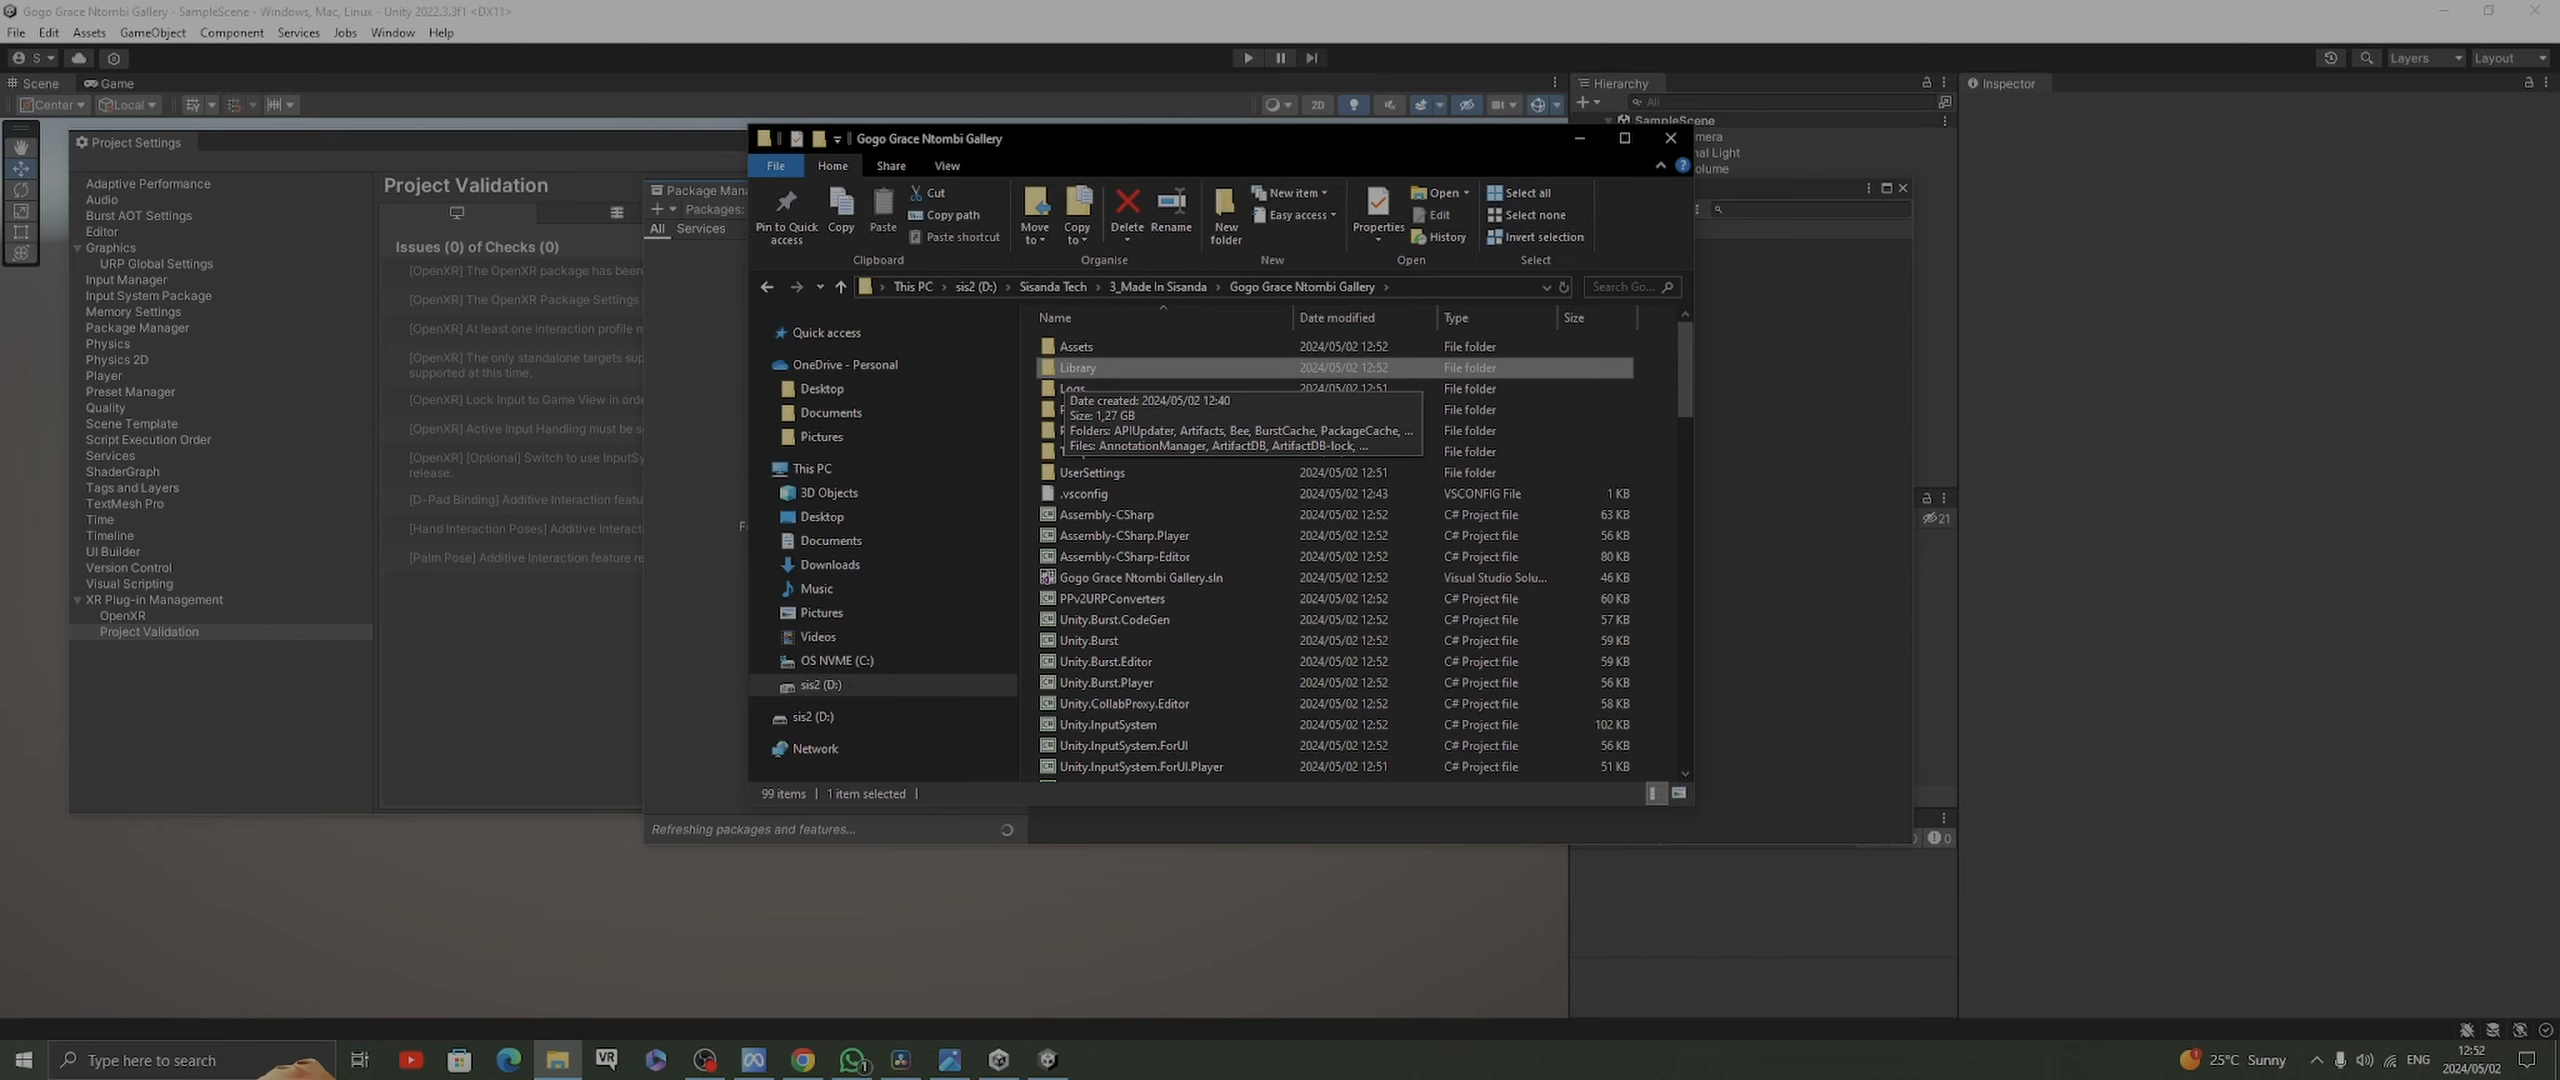 Gogo Grace Ntombi Gallery - SampleScene - Windows, Mac, Linux - Unity 2022.3.3f1 <DX11>
File Edit Assets GameObject Component Services Jobs Window Help
S Layers Layout
Scene Game Hierarchy Inspector
Center Local 2D All
SampleScene
mera
nal Light
olume
21
0
Project Settings
Adaptive Performance
Audio
Burst AOT Settings
Editor
Graphics
URP Global Settings
Input Manager
Input System Package
Memory Settings
Package Manager
Physics
Physics 2D
Player
Preset Manager
Quality
Scene Template
Script Execution Order
Services
ShaderGraph
Tags and Layers
TextMesh Pro
Time
Timeline
UI Builder
Version Control
Visual Scripting
XR Plug-in Management
OpenXR
Project Validation
Project Validation
Issues (0) of Checks (0)
[OpenXR] The OpenXR package has been
[OpenXR] The OpenXR Package Settings
[OpenXR] At least one interaction profile m
[OpenXR] The only standalone targets sup
supported at this time.
[OpenXR] Lock Input to Game View in order
[OpenXR] Active Input Handling must be s
[OpenXR] [Optional] Switch to use InputSy
release.
[D-Pad Binding] Additive Interaction featu
[Hand Interaction Poses] Additive Interact
[Palm Pose] Additive Interaction feature re
Package Mana
Packages:
All Services
F
Refreshing packages and features...
Gogo Grace Ntombi Gallery
File Home Share View
Pin to Quick
access
Copy
Paste
Cut
Copy path
Paste shortcut
Clipboard
Move
to
Copy
to
Delete
Rename
Organise
New
folder
New item
Easy access
New
Properties
Open
Edit
History
Open
Select all
Select none
Invert selection
Select
This PC sis2 (D:) Sisanda Tech 3_Made In Sisanda Gogo Grace Ntombi Gallery Search Go...
Quick access
OneDrive - Personal
Desktop
Documents
Pictures
This PC
3D Objects
Desktop
Documents
Downloads
Music
Pictures
Videos
OS NVME (C:)
sis2 (D:)
sis2 (D:)
Network
Name Date modified Type Size
Assets 2024/05/02 12:52 File folder
Library 2024/05/02 12:52 File folder
Logs 2024/05/02 12:51 File folder
File folder
File folder
File folder
Date created: 2024/05/02 12:40
Size: 1,27 GB
Folders: APIUpdater, Artifacts, Bee, BurstCache, PackageCache, ...
Files: AnnotationManager, ArtifactDB, ArtifactDB-lock, ...
UserSettings 2024/05/02 12:51 File folder
.vsconfig 2024/05/02 12:43 VSCONFIG File 1 KB
Assembly-CSharp 2024/05/02 12:52 C# Project file 63 KB
Assembly-CSharp.Player 2024/05/02 12:52 C# Project file 56 KB
Assembly-CSharp-Editor 2024/05/02 12:52 C# Project file 80 KB
Gogo Grace Ntombi Gallery.sln 2024/05/02 12:52 Visual Studio Solu... 46 KB
PPv2URPConverters 2024/05/02 12:52 C# Project file 60 KB
Unity.Burst.CodeGen 2024/05/02 12:52 C# Project file 57 KB
Unity.Burst 2024/05/02 12:52 C# Project file 59 KB
Unity.Burst.Editor 2024/05/02 12:52 C# Project file 59 KB
Unity.Burst.Player 2024/05/02 12:52 C# Project file 56 KB
Unity.CollabProxy.Editor 2024/05/02 12:52 C# Project file 58 KB
Unity.InputSystem 2024/05/02 12:52 C# Project file 102 KB
Unity.InputSystem.ForUI 2024/05/02 12:52 C# Project file 56 KB
Unity.InputSystem.ForUI.Player 2024/05/02 12:51 C# Project file 51 KB
99 items 1 item selected
Type here to search
VR
1
25°C Sunny
ENG
12:52
2024/05/02